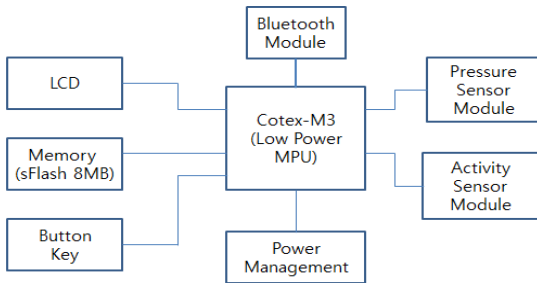 Bluetooth
Module
LCD
Pressure
Sensor
Module
Cotex-M3
(Low Power
MPU)
Memory
(sFlash 8MB)
Activity
Sensor
Module
Button
Key
Power
Management